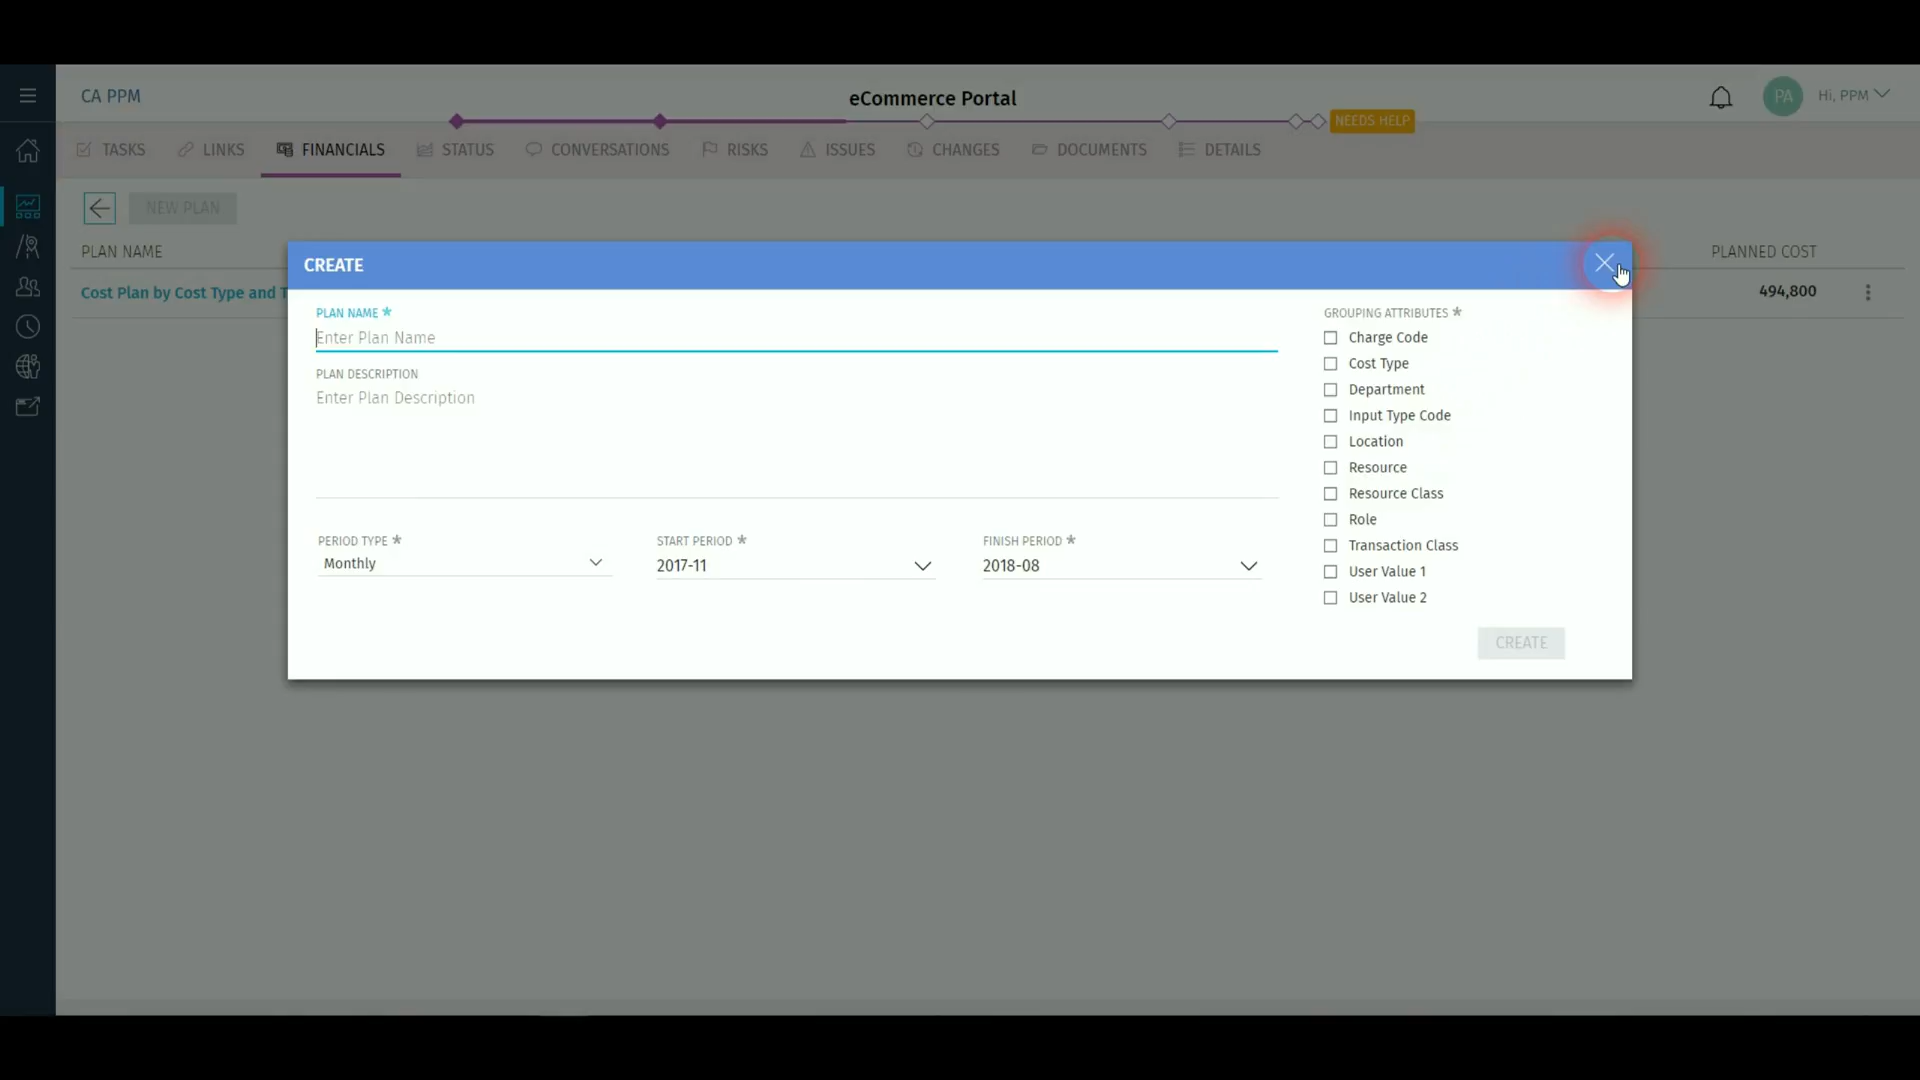 CA PPM
eCommerce Portal
PA
Hi, PPM
NEEDS HELP
TASKS
LINKS
FINANCIALS
STATUS
CONVERSATIONS
RISKS
ISSUES
CHANGES
DOCUMENTS
DETAILS
NEW PLAN
PLAN NAME
PLANNED COST
Cost Plan by Cost Type and T
494,800
CREATE
PLAN NAME *
Enter Plan Name
PLAN DESCRIPTION
Enter Plan Description
PERIOD TYPE *
Monthly
START PERIOD *
2017-11
FINISH PERIOD *
2018-08
GROUPING ATTRIBUTES *
Charge Code
Cost Type
Department
Input Type Code
Location
Resource
Resource Class
Role
Transaction Class
User Value 1
User Value 2
CREATE